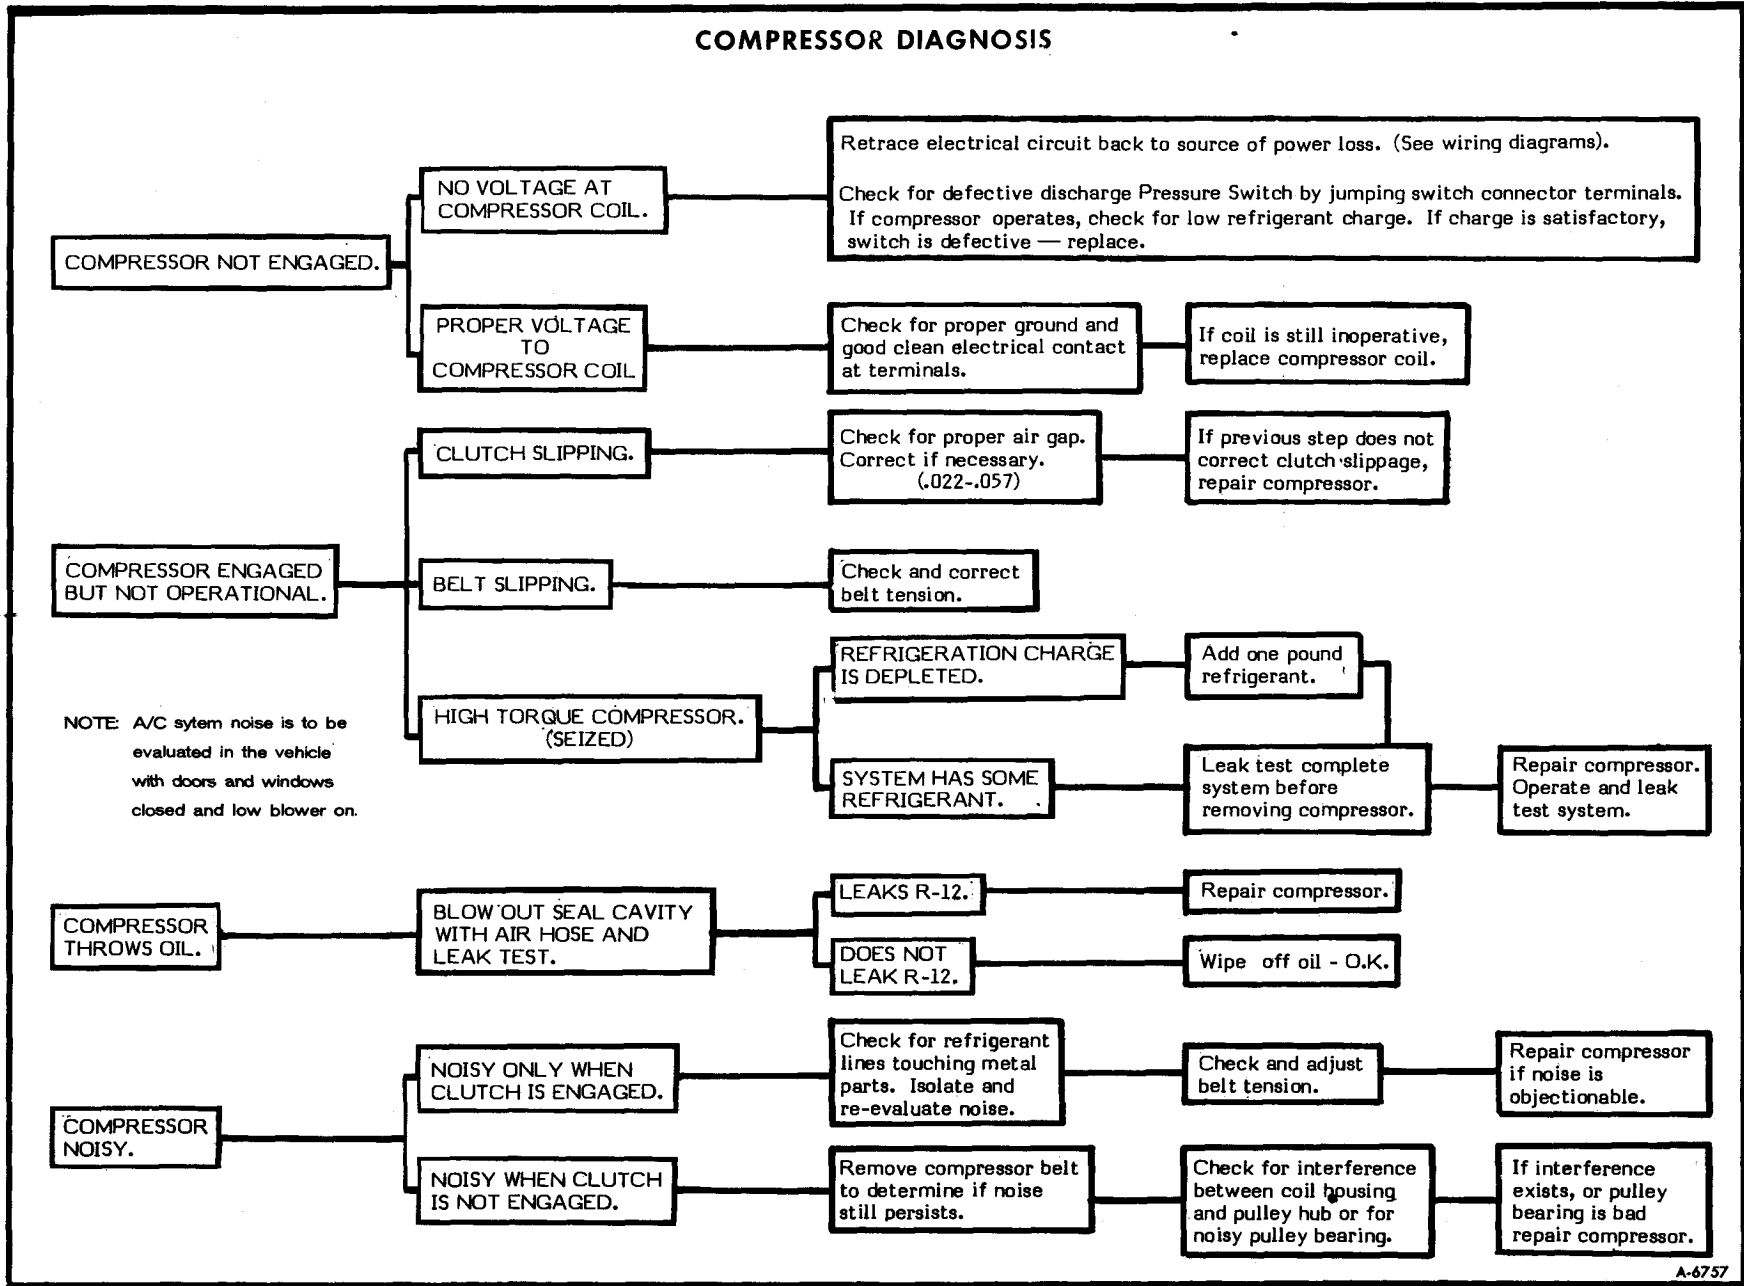 COMPRESSOR DIAGNOSIS
COMPRESSOR NOT ENGAGED.
NO VOLTAGE AT
COMPRESSOR COIL.
Retrace electrical circuit back to source of power loss. (See wiring diagrams).
Check for defective discharge Pressure Switch by jumping switch connector terminals.
If compressor operates, check for low refrigerant charge. If charge is satisfactory,
switch is defective — replace.
PROPER VOLTAGE
TO
COMPRESSOR COIL
Check for proper ground and
good clean electrical contact
at terminals.
If coil is still inoperative,
replace compressor coil.
COMPRESSOR ENGAGED
BUT NOT OPERATIONAL.
CLUTCH SLIPPING.
Check for proper air gap.
Correct if necessary.
(.022-.057)
If previous step does not
correct clutch slippage,
repair compressor.
BELT SLIPPING.
Check and correct
belt tension.
HIGH TORQUE COMPRESSOR.
(SEIZED)
REFRIGERATION CHARGE
IS DEPLETED.
Add one pound
refrigerant.
SYSTEM HAS SOME
REFRIGERANT.
Leak test complete
system before
removing compressor.
Repair compressor.
Operate and leak
test system.
NOTE: A/C sytem noise is to be
evaluated in the vehicle
with doors and windows
closed and low blower on.
COMPRESSOR
THROWS OIL.
BLOW OUT SEAL CAVITY
WITH AIR HOSE AND
LEAK TEST.
LEAKS R-12.
Repair compressor.
DOES NOT
LEAK R-12.
Wipe off oil - O.K.
COMPRESSOR
NOISY.
NOISY ONLY WHEN
CLUTCH IS ENGAGED.
Check for refrigerant
lines touching metal
parts. Isolate and
re-evaluate noise.
Check and adjust
belt tension.
Repair compressor
if noise is
objectionable.
NOISY WHEN CLUTCH
IS NOT ENGAGED.
Remove compressor belt
to determine if noise
still persists.
Check for interference
between coil housing
and pulley hub or for
noisy pulley bearing.
If interference
exists, or pulley
bearing is bad
repair compressor.
A-6757